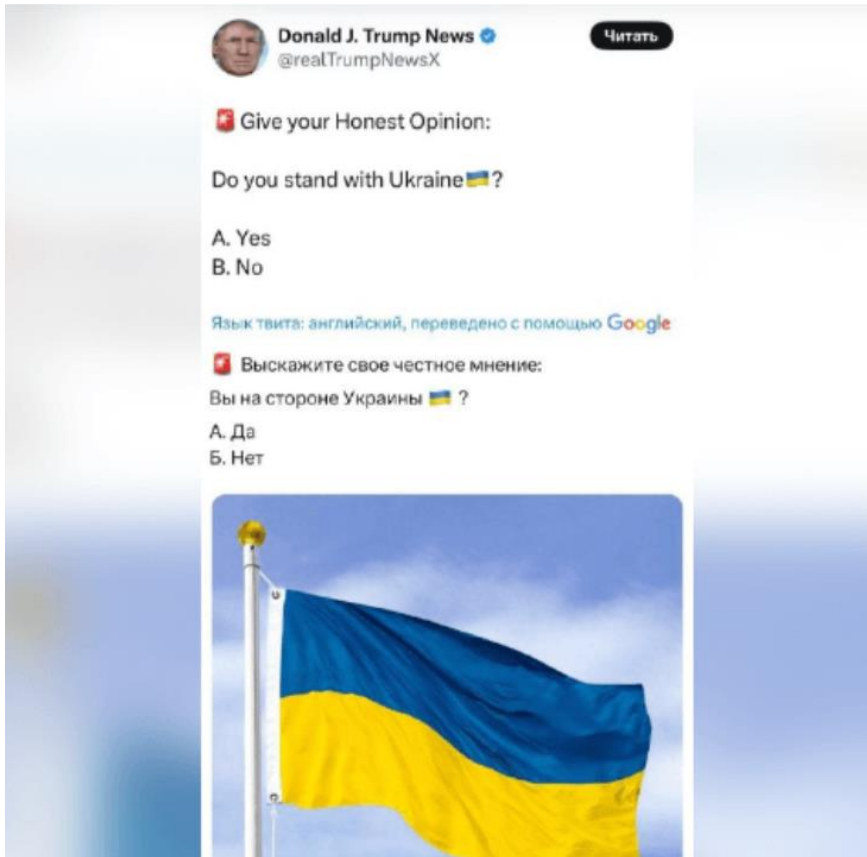 Donald J. Trump News
Читать
@realTrumpNewsX
🚨 Give your Honest Opinion:
Do you stand with Ukraine🇺🇦?
A. Yes
B. No
Язык твита: английский, переведено с помощью Google
🚨 Выскажите свое честное мнение:
Вы на стороне Украины 🇺🇦 ?
А. Да
Б. Нет